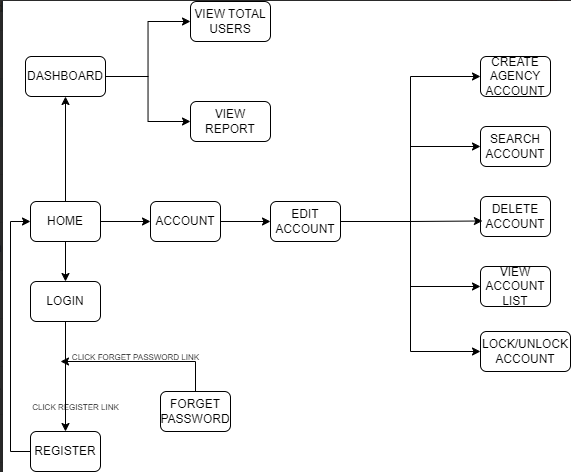 VIEW TOTAL
USERS
DASHBOARD
VIEW
REPORT
CREATE
AGENCY
ACCOUNT
SEARCH
ACCOUNT
HOME
ACCOUNT
EDIT
ACCOUNT
DELETE
ACCOUNT
LOGIN
VIEW
ACCOUNT
LIST
LOCK/UNLOCK
ACCOUNT
CLICK FORGET PASSWORD LINK
CLICK REGISTER LINK
FORGET
PASSWORD
REGISTER